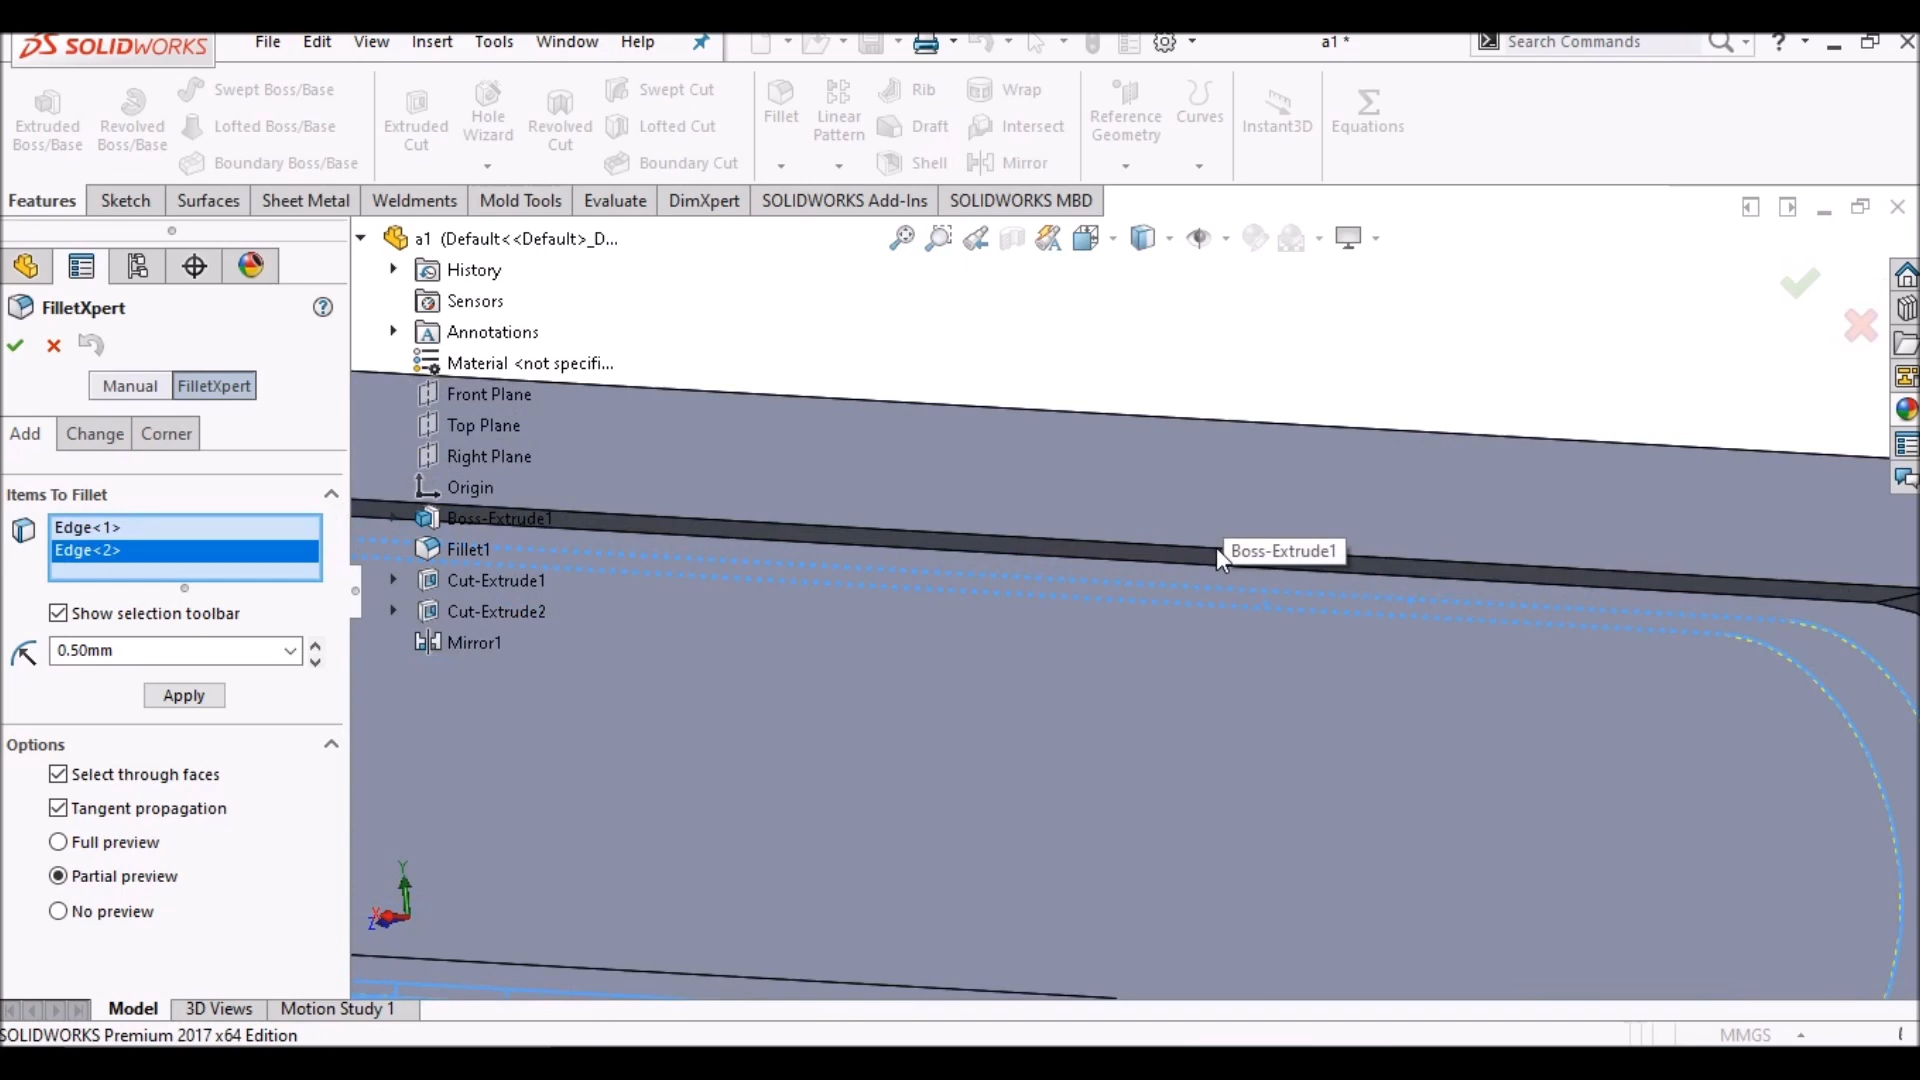 DS SOLIDWORKS File Edit View Insert Tools Window Help a1 * Search Commands ?
Extruded Boss/Base
Revolved Boss/Base
Swept Boss/Base
Lofted Boss/Base
Boundary Boss/Base
Extruded Cut
Hole Wizard
Revolved Cut
Swept Cut
Lofted Cut
Boundary Cut
Fillet
Linear Pattern
Rib
Draft
Shell
Wrap
Intersect
Mirror
Reference Geometry
Curves
Instant3D
Equations
Features Sketch Surfaces Sheet Metal Weldments Mold Tools Evaluate DimXpert SOLIDWORKS Add-Ins SOLIDWORKS MBD
FilletXpert
Manual FilletXpert
Add Change Corner
Items To Fillet
Edge<1>
Edge<2>
Show selection toolbar
0.50mm
Apply
Options
Select through faces
Tangent propagation
Full preview
Partial preview
No preview
a1 (Default<<Default>_D...
History
Sensors
A Annotations
Material <not specifi...
Front Plane
Top Plane
Right Plane
Origin
Boss-Extrude1
Fillet1
Cut-Extrude1
Cut-Extrude2
Mirror1
Boss-Extrude1
Y
X
Z
Model 3D Views Motion Study 1
SOLIDWORKS Premium 2017 x64 Edition MMGS